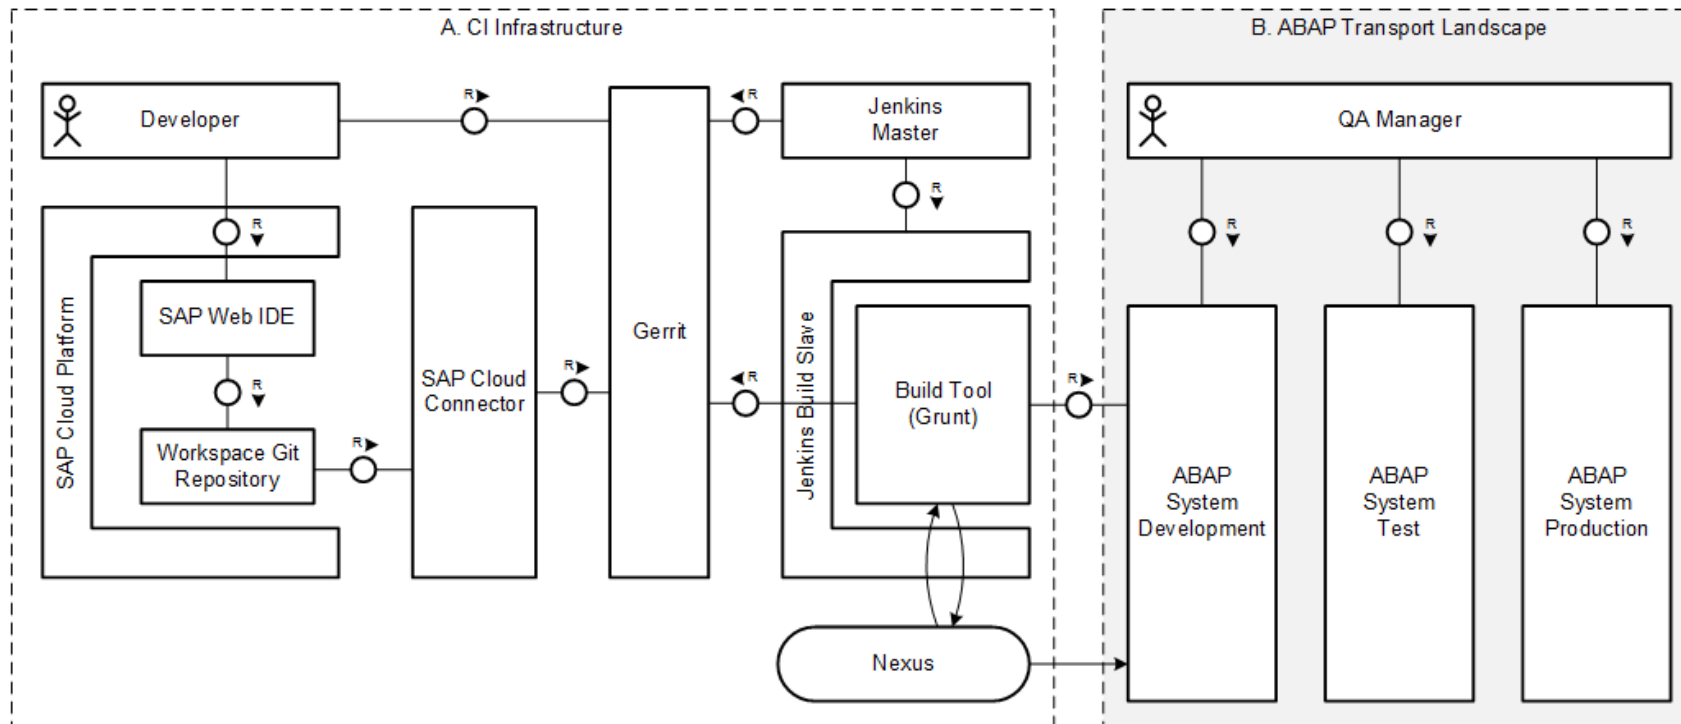 A. CI Infrastructure
B. ABAP Transport Landscape
Developer
R
R
Jenkins
Master
QA Manager
R
R
R
R
R
SAP Cloud Platform
SAP Web IDE
R
Workspace Git
Repository
R
SAP Cloud
Connector
R
Gerrit
R
Jenkins Build Slave
Build Tool
(Grunt)
R
ABAP
System
Development
ABAP
System
Test
ABAP
System
Production
Nexus